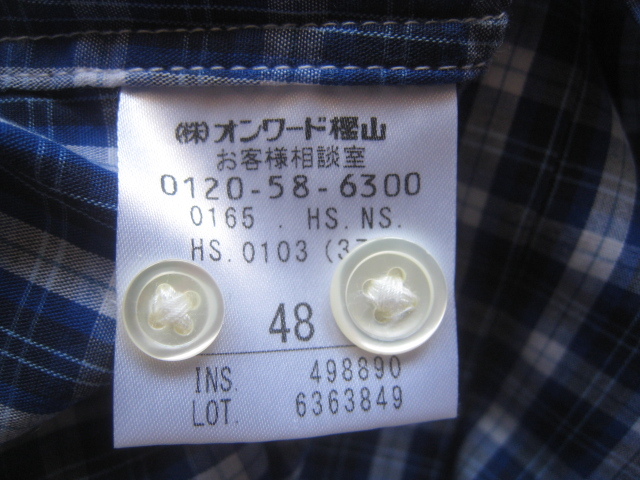 (株)オンワード樫山
お客様相談室
0120-58-6300
0165 . HS.NS.
HS.0103 (37
48
INS. 498890
LOT. 6363849